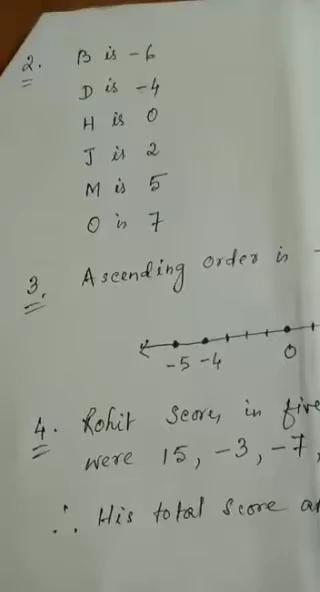 2. B is -6
D is -4
H is 0
J is 2
M is 5
O is 7
3. Ascending order is -
-5 -4 0
4. Rohit Score, in five
were 15, -3, -7,
∴ His total score